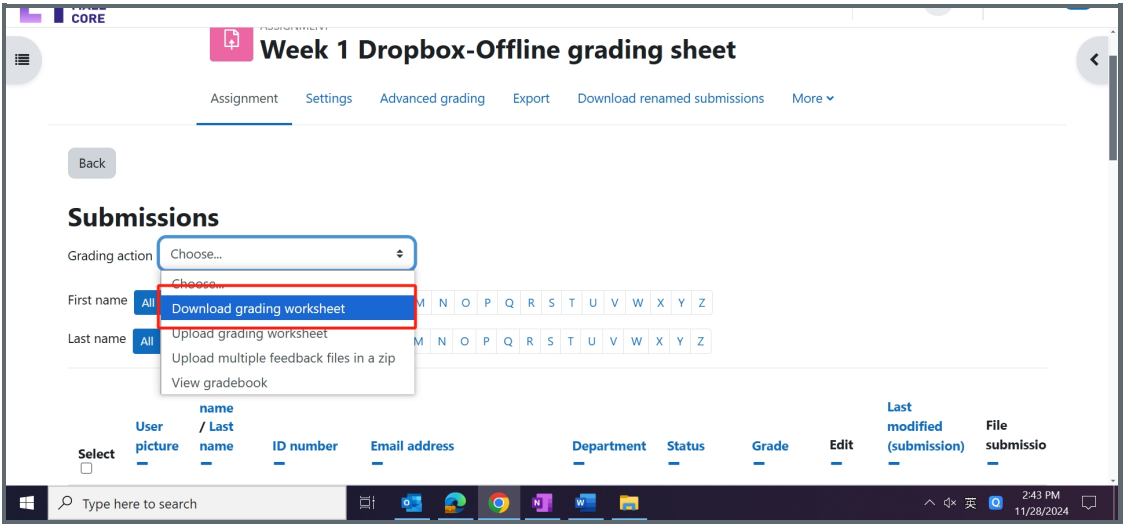 CORE
Week 1 Dropbox-Offline grading sheet
Assignment Settings Advanced grading Export Download renamed submissions More
Back
Submissions
Grading action Choose...
Choose...
First name All M N O P Q R S T U V W X Y Z
Download grading worksheet
Last name All M N O P Q R S T U V W X Y Z
Upload grading worksheet
Upload multiple feedback files in a zip
View gradebook
Select
User picture
name / Last name
ID number
Email address
Department
Status
Grade
Edit
Last modified (submission)
File submissio
Type here to search
英
2:43 PM
11/28/2024